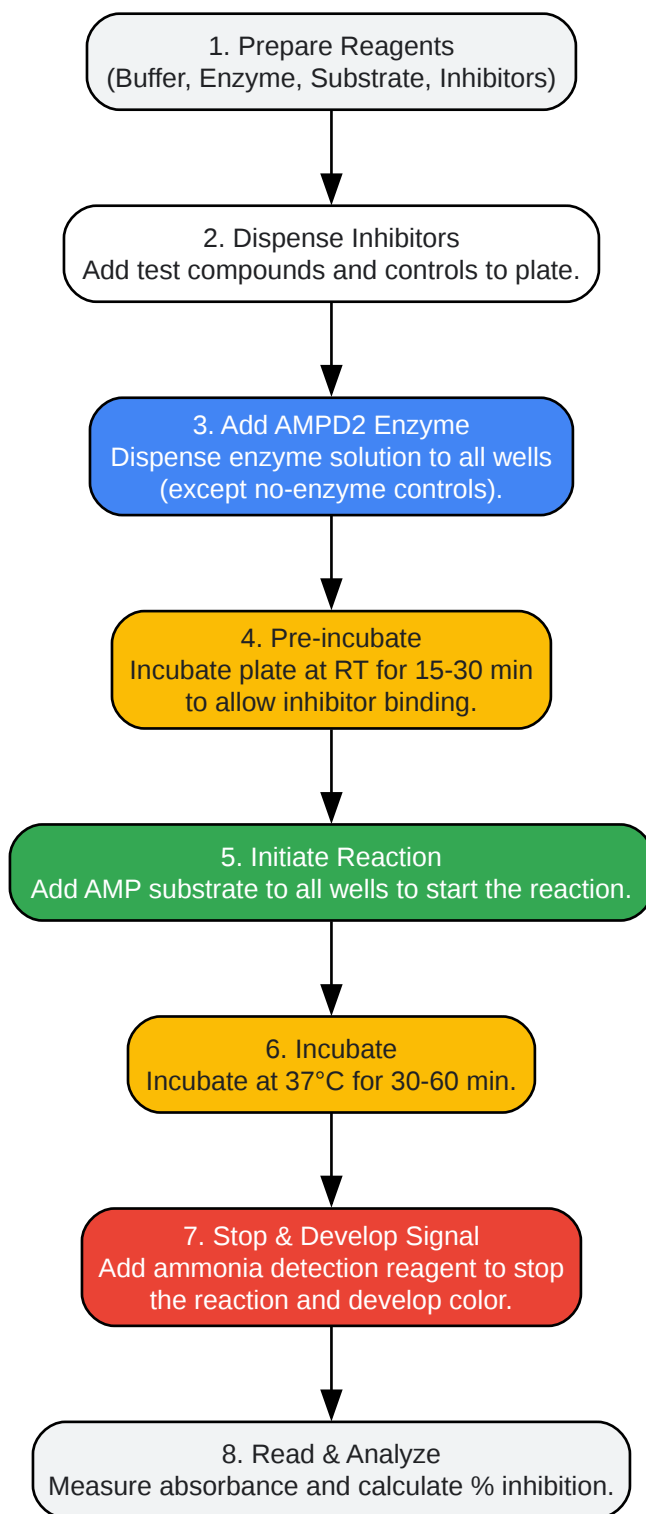 1. Prepare Reagents
(Buffer, Enzyme, Substrate, Inhibitors)
2. Dispense Inhibitors
Add test compounds and controls to plate.
3. Add AMPD2 Enzyme
Dispense enzyme solution to all wells
(except no-enzyme controls).
4. Pre-incubate
Incubate plate at RT for 15-30 min
to allow inhibitor binding.
5. Initiate Reaction
Add AMP substrate to all wells to start the reaction.
6. Incubate
Incubate at 37°C for 30-60 min.
7. Stop & Develop Signal
Add ammonia detection reagent to stop
the reaction and develop color.
8. Read & Analyze
Measure absorbance and calculate % inhibition.